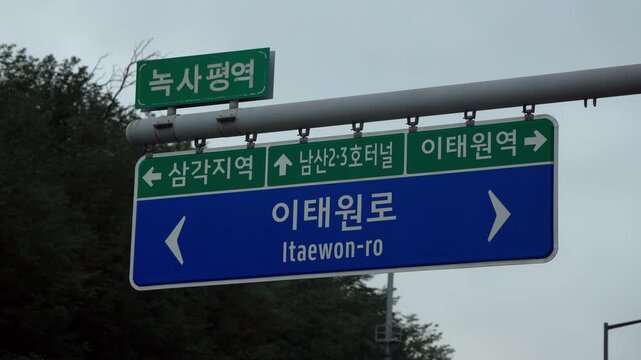 녹사평역
← 삼각지역
↑ 남산2·3호터널
이태원역 →
이태원로
Itaewon-ro